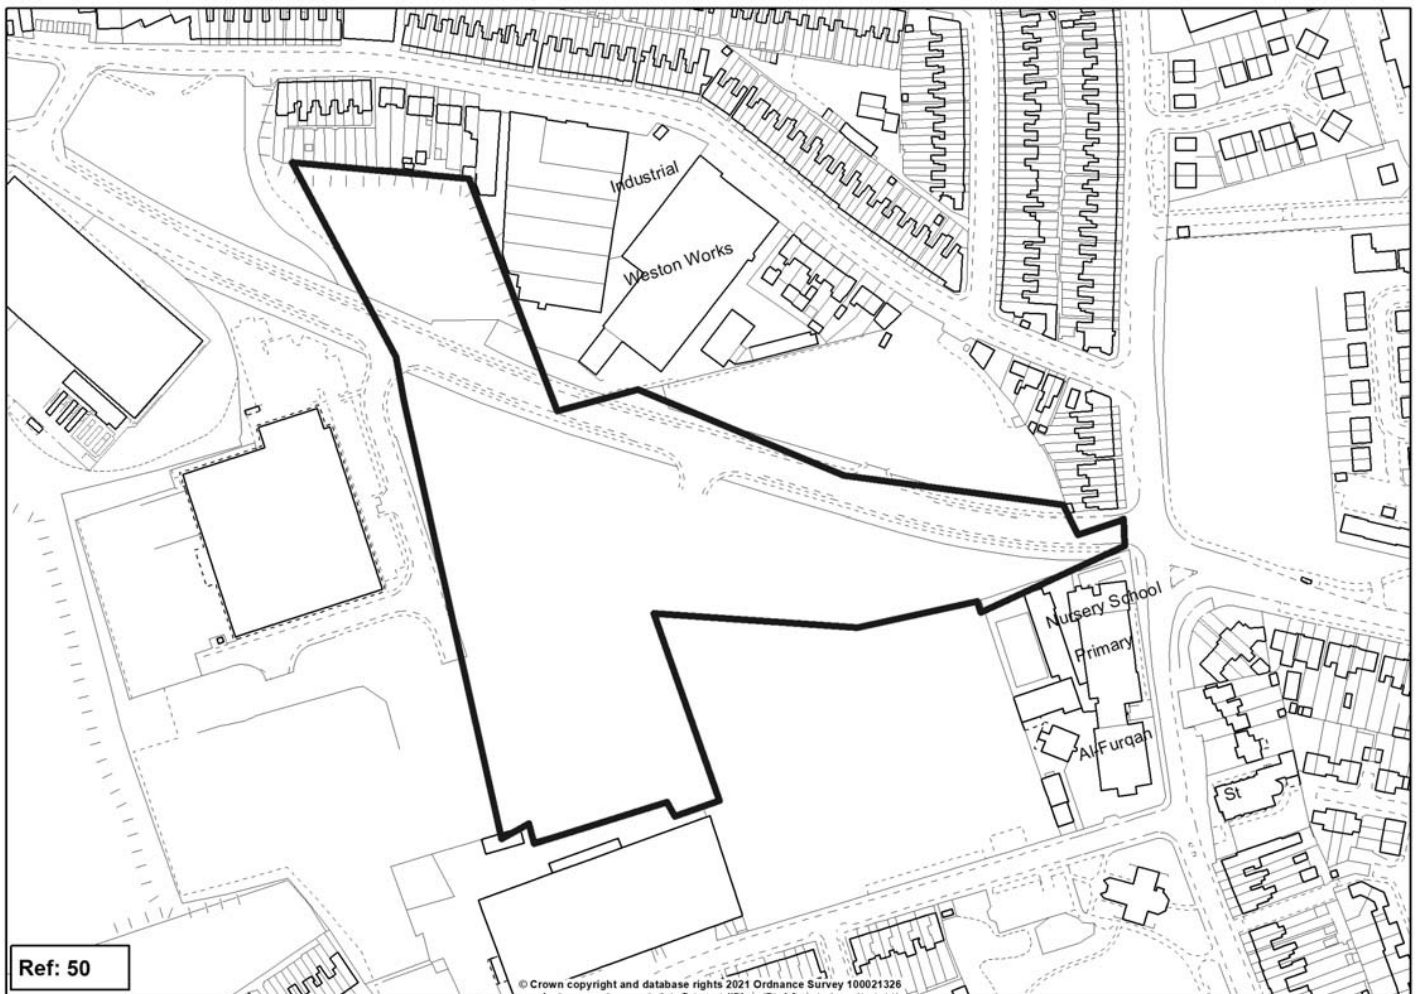 Industrial
Weston Works
Nursery School
Primary
Al-Furqan
St
Ref: 50
© Crown copyright and database rights 2021 Ordnance Survey 100021326